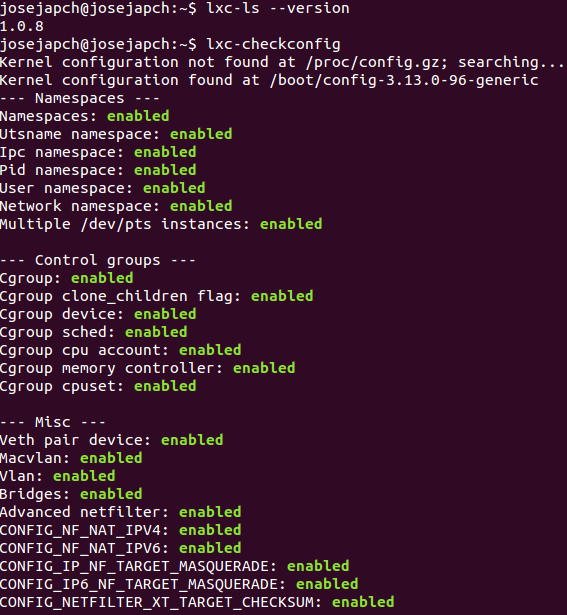 josejapch@josejapch:~$ lxc-ls --version
1.0.8
josejapch@josejapch:~$ lxc-checkconfig
Kernel configuration not found at /proc/config.gz; searching...
Kernel configuration found at /boot/config-3.13.0-96-generic
--- Namespaces ---
Namespaces: enabled
Utsname namespace: enabled
Ipc namespace: enabled
Pid namespace: enabled
User namespace: enabled
Network namespace: enabled
Multiple /dev/pts instances: enabled
--- Control groups ---
Cgroup: enabled
Cgroup clone_children flag: enabled
Cgroup device: enabled
Cgroup sched: enabled
Cgroup cpu account: enabled
Cgroup memory controller: enabled
Cgroup cpuset: enabled
--- Misc ---
Veth pair device: enabled
Macvlan: enabled
Vlan: enabled
Bridges: enabled
Advanced netfilter: enabled
CONFIG_NF_NAT_IPV4: enabled
CONFIG_NF_NAT_IPV6: enabled
CONFIG_IP_NF_TARGET_MASQUERADE: enabled
CONFIG_IP6_NF_TARGET_MASQUERADE: enabled
CONFIG_NETFILTER_XT_TARGET_CHECKSUM: enabled